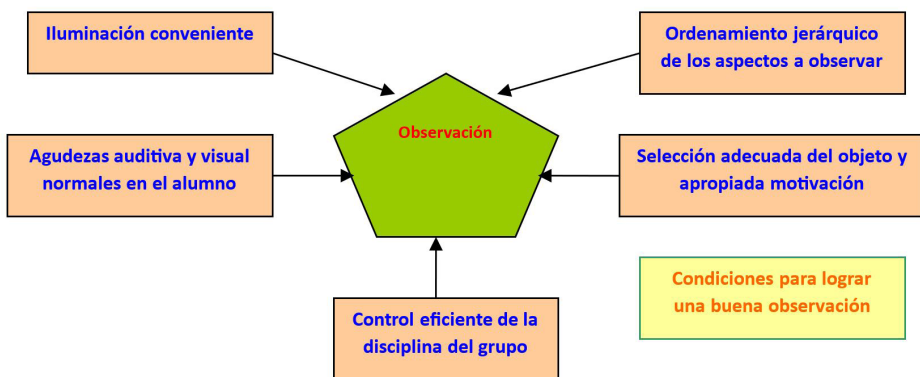 Iluminación conveniente
Ordenamiento jerárquico
de los aspectos a observar
Observación
Agudezas auditiva y visual
normales en el alumno
Selección adecuada del objeto y
apropiada motivación
Condiciones para lograr
una buena observación
Control eficiente de la
disciplina del grupo